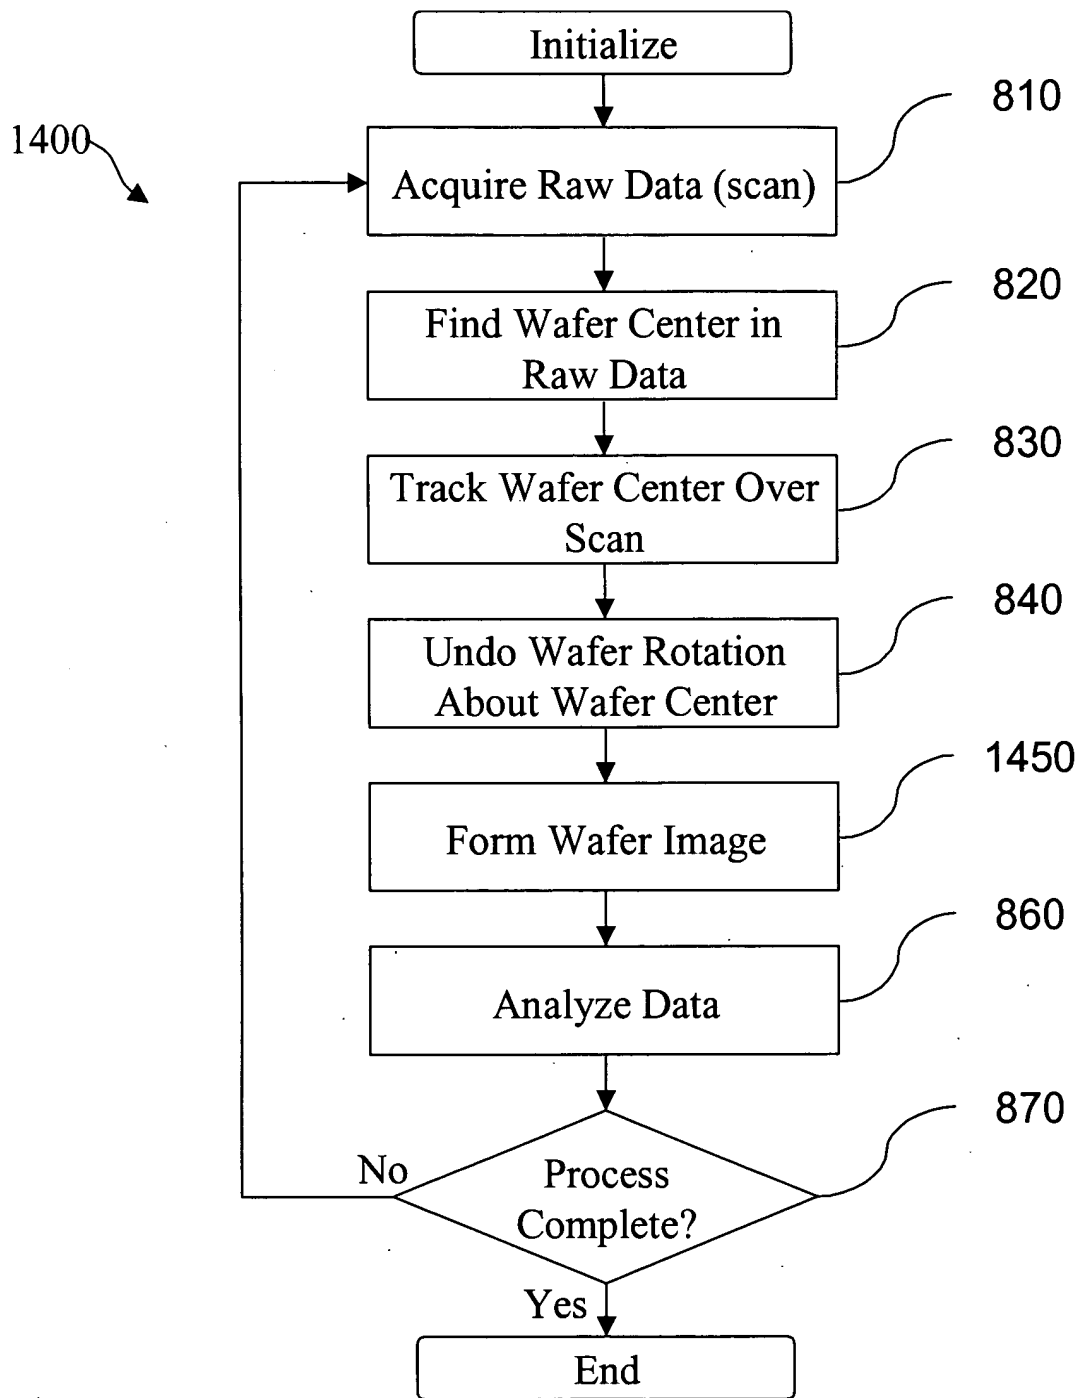 Initialize
810
1400
Acquire Raw Data (scan)
820
Find Wafer Center in
Raw Data
830
Track Wafer Center Over
Scan
840
Undo Wafer Rotation
About Wafer Center
1450
Form Wafer Image
860
Analyze Data
870
No
Process
Complete?
Yes
End